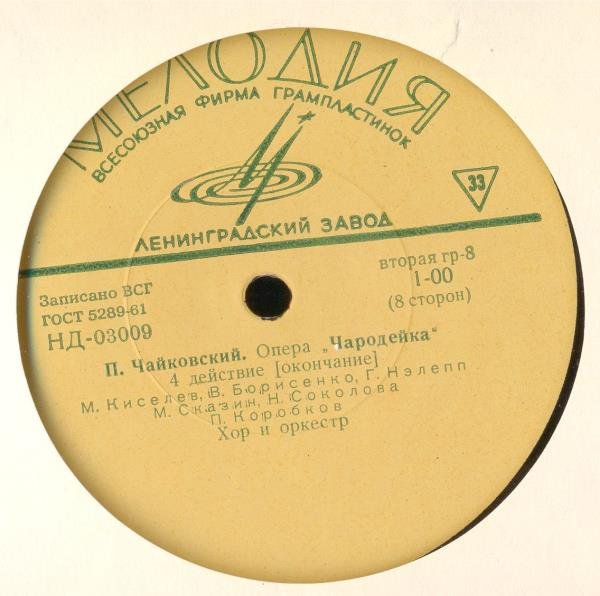 МЕЛОДИЯ
ВСЕСОЮЗНАЯ ФИРМА ГРАМПЛАСТИНОК
33
ЛЕНИНГРАДСКИЙ ЗАВОД
Записано ВСГ
ГОСТ 5289-61
НД-03009
вторая гр-8
1-00
(8 сторон)
П. Чайковский. Опера „Чародейка"
4 действие [окончание]
М. Киселев, В. Борисенко, Г. Нэлепп
М. Сказин, Н. Соколова
П. Коробков
Хор и оркестр